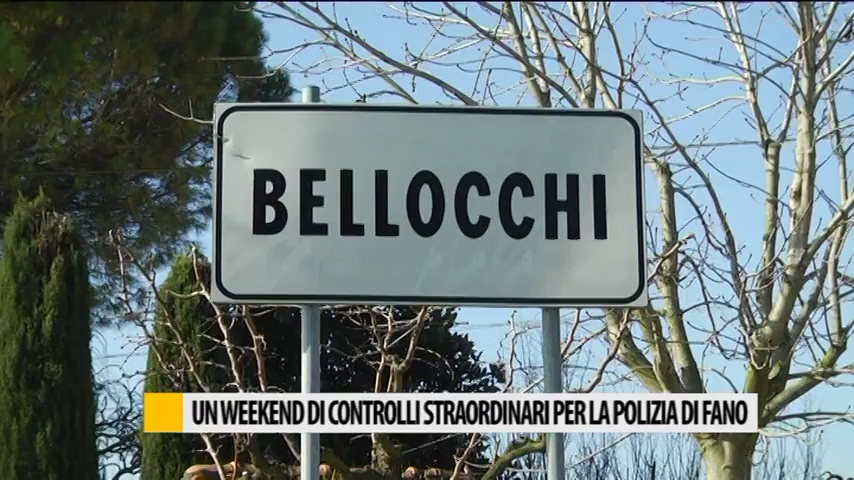 BELLOCCHI
UN WEEKEND DI CONTROLLI STRAORDINARI PER LA POLIZIA DI FANO